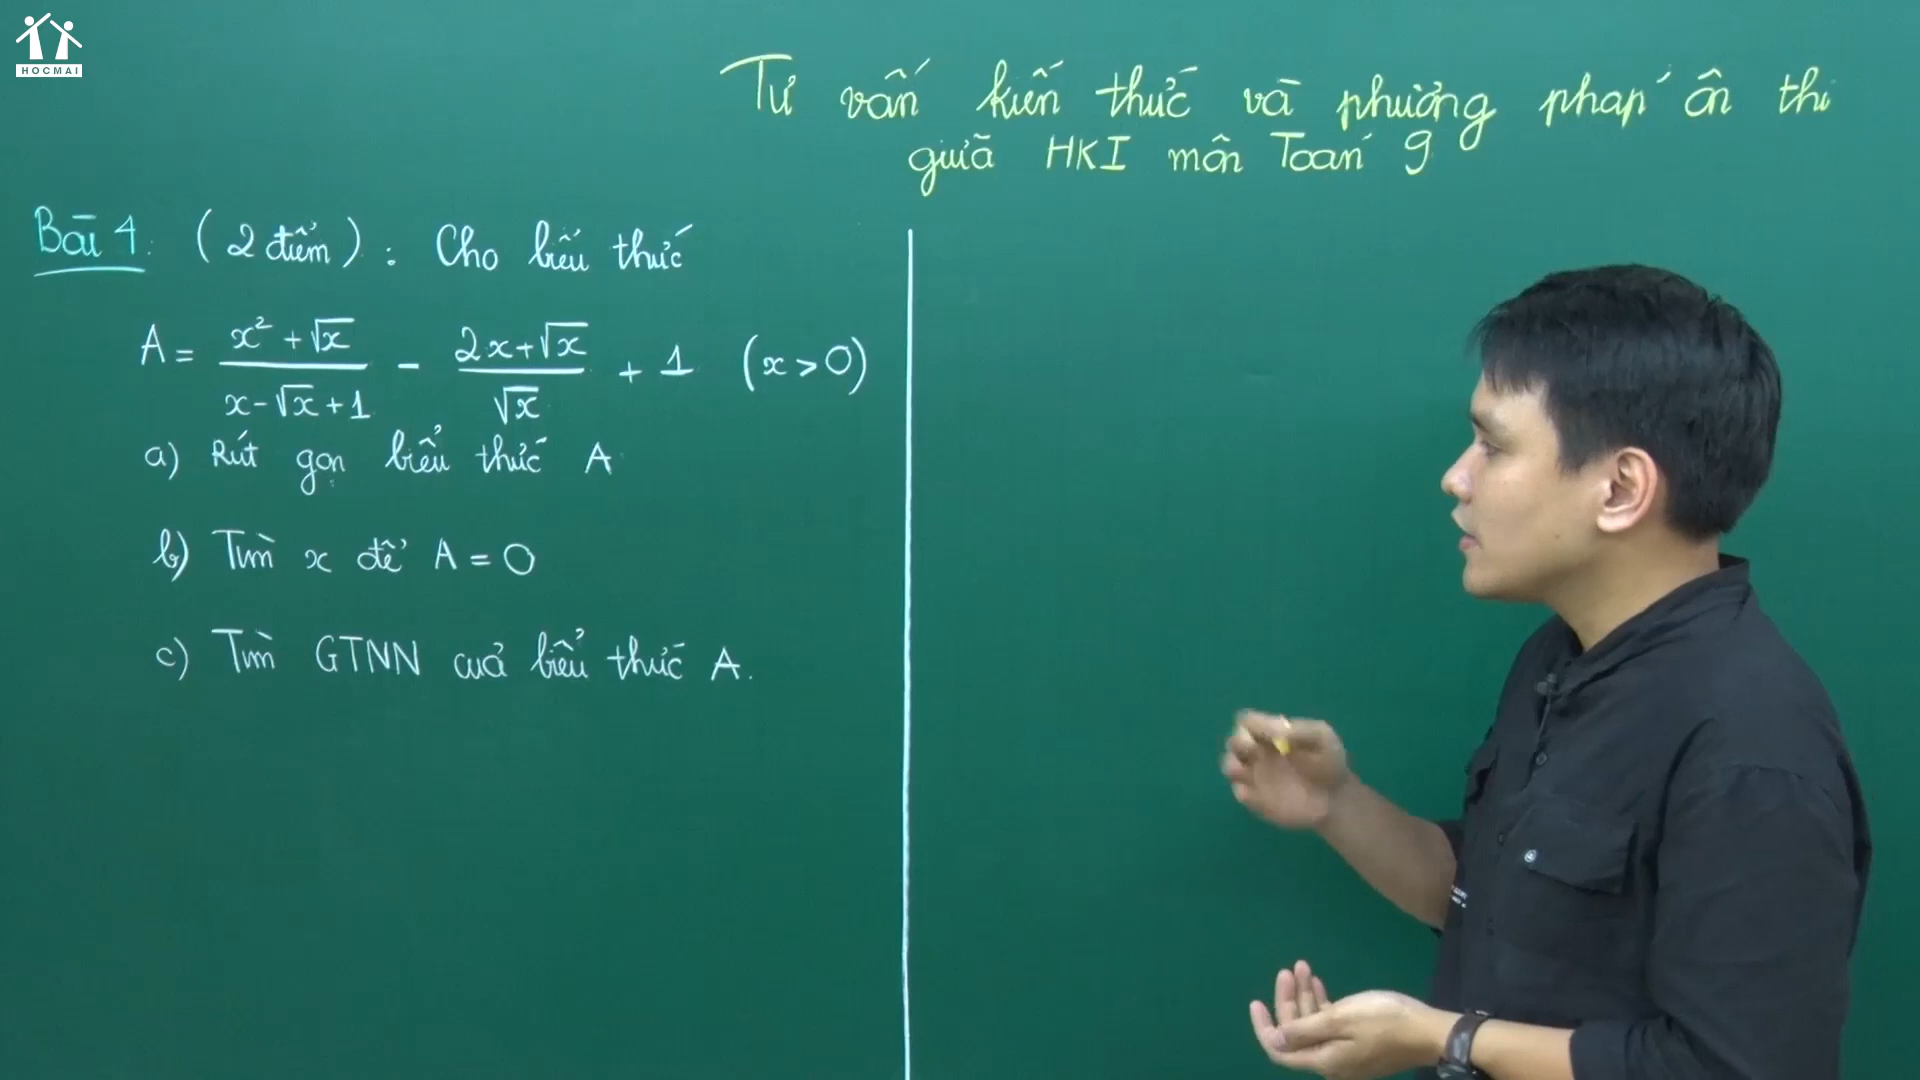 HOCMAI
Tư vấn kiến thức và phương pháp ôn thi
giữa HKI môn Toán 9
Bài 4: (2 điểm): Cho biểu thức
A = (x² + √x)/(x - √x + 1) - (2x + √x)/√x + 1 (x > 0)
a) Rút gọn biểu thức A
b) Tìm x để A = 0
c) Tìm GTNN của biểu thức A.